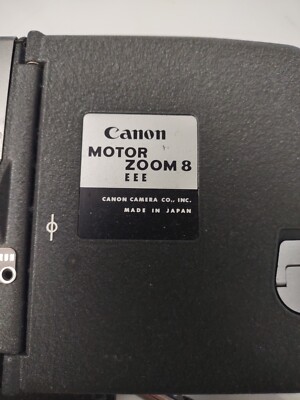 Canon
MOTOR
ZOOM 8
EEE
CANON CAMERA CO., INC.
MADE IN JAPAN